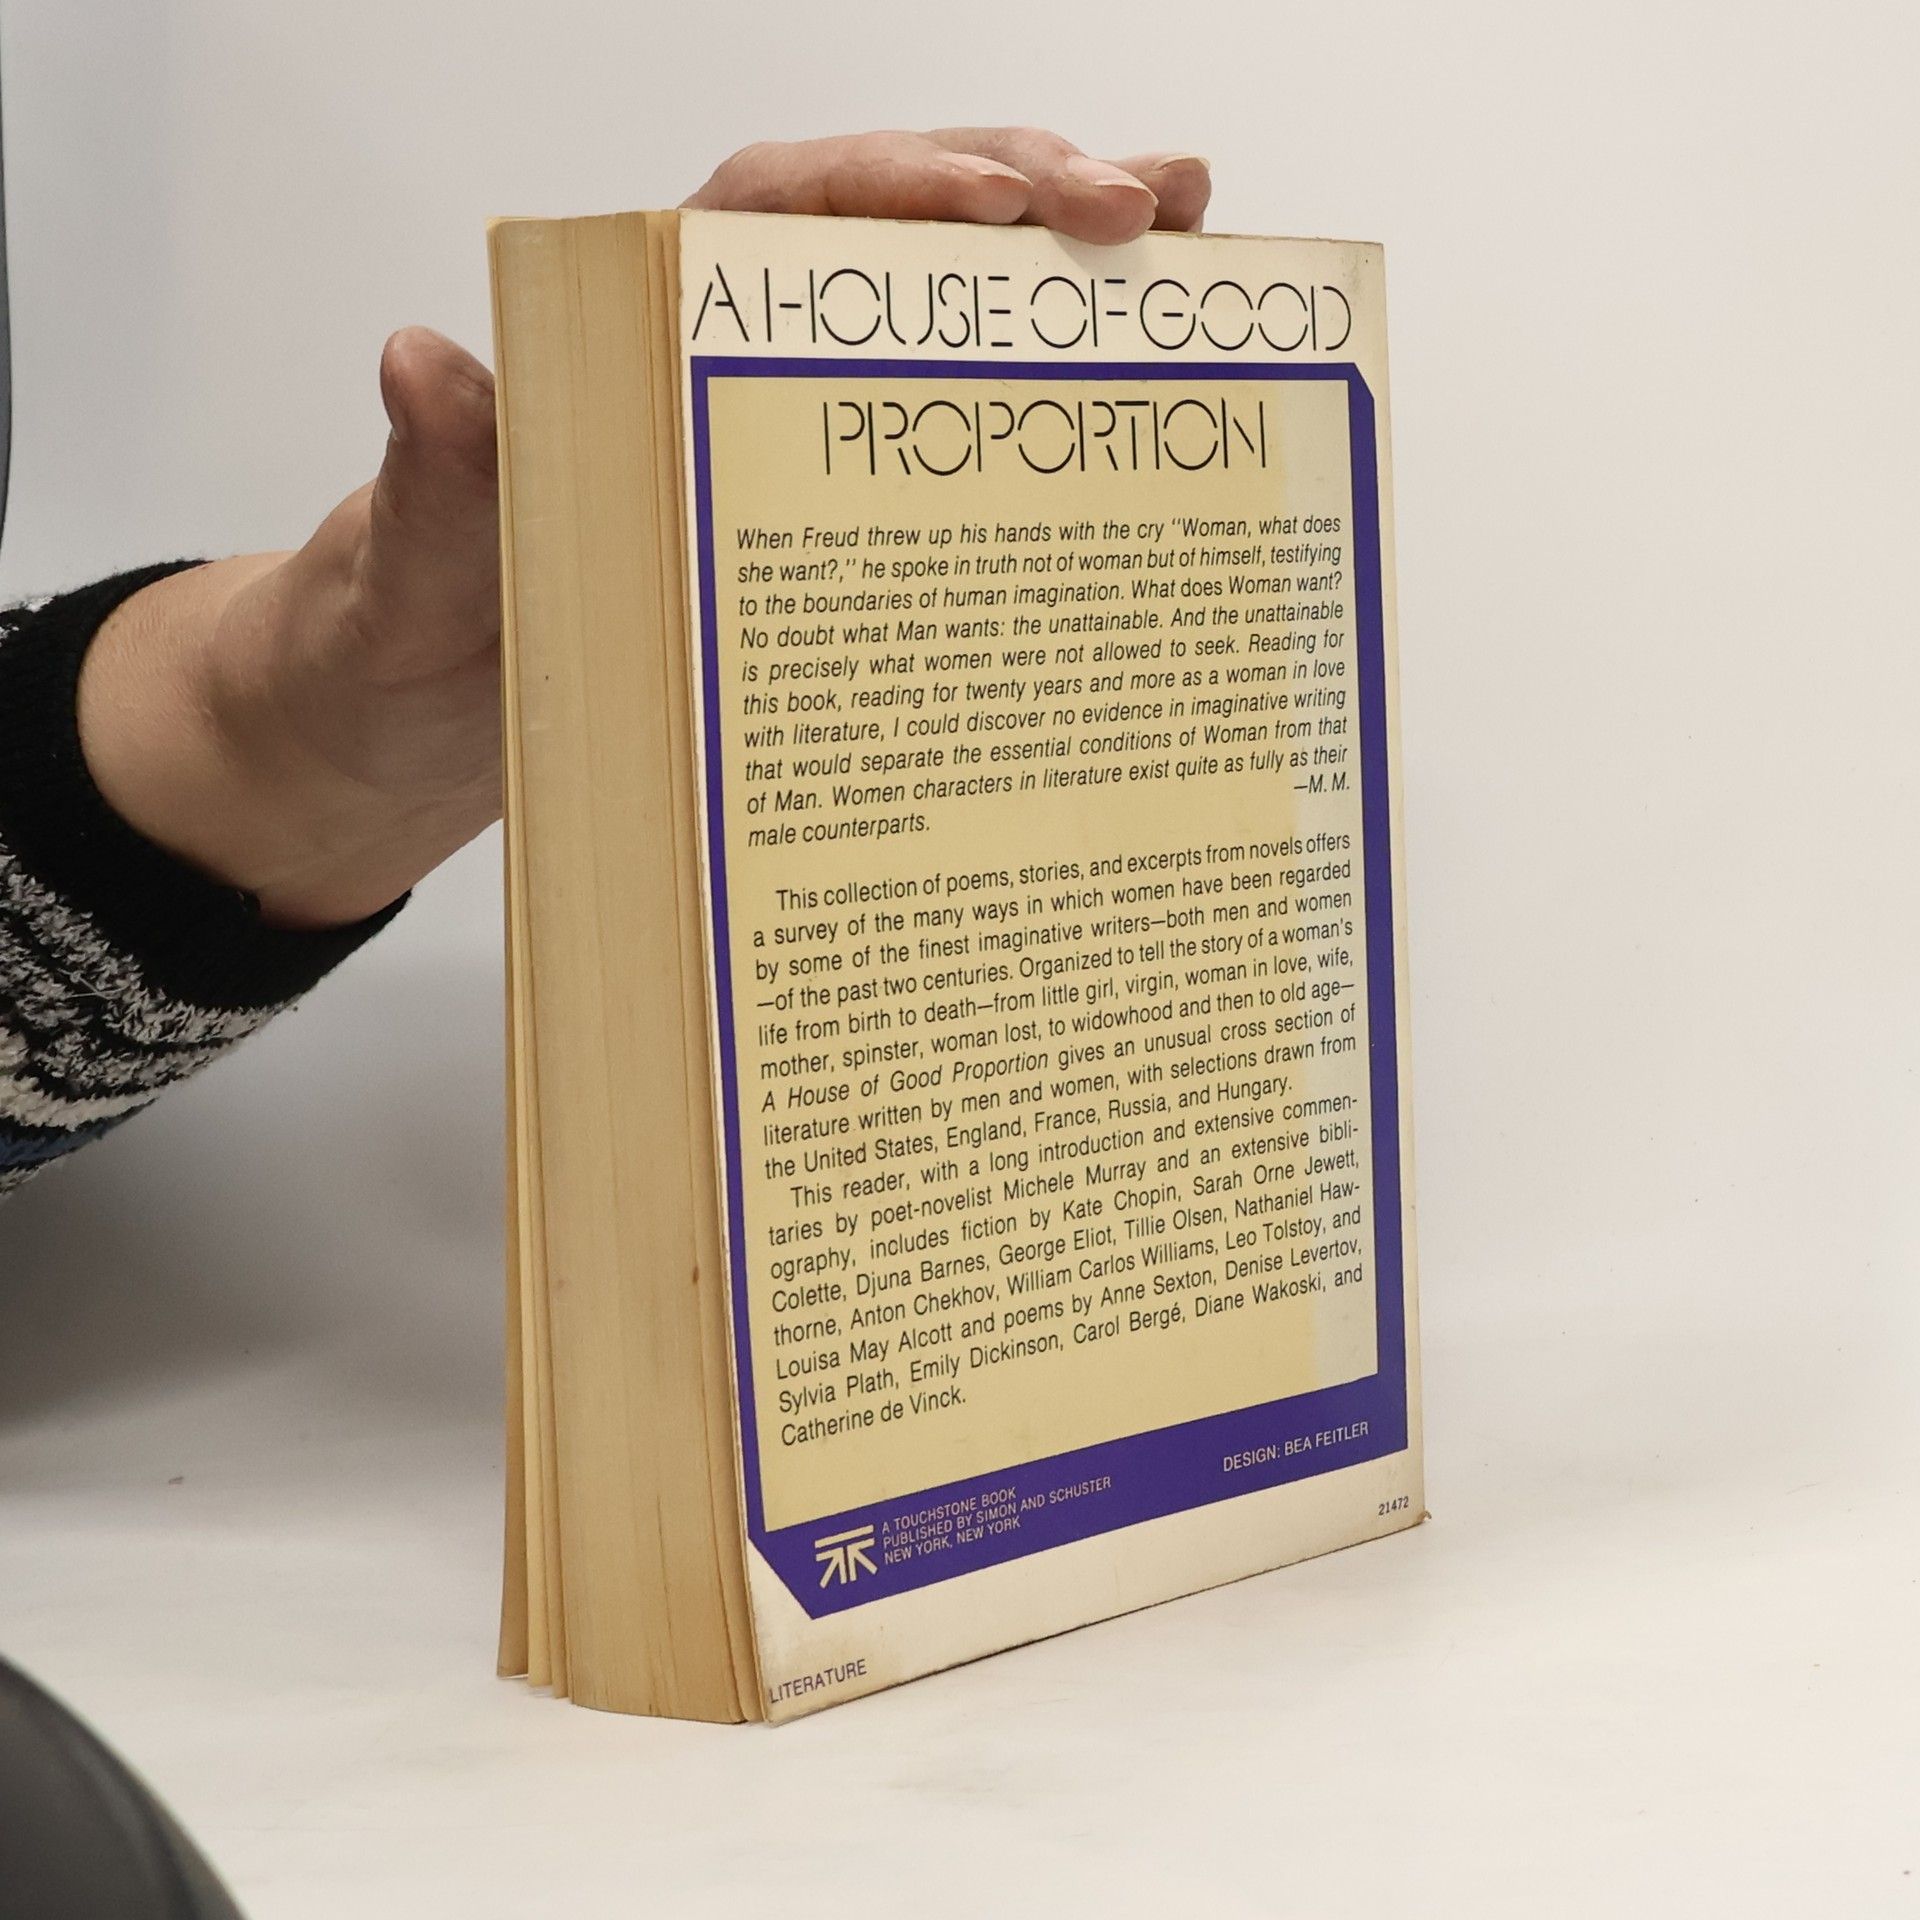 A HOUSE OF GOOD
PROPORTION
When Freud threw up his hands with the cry "Woman, what does
she want?," he spoke in truth not of woman but of himself, testifying
to the boundaries of human imagination. What does Woman want?
No doubt what Man wants: the unattainable. And the unattainable
is precisely what women were not allowed to seek. Reading for
this book, reading for twenty years and more as a woman in love
with literature, I could discover no evidence in imaginative writing
that would separate the essential conditions of Woman from that
of Man. Women characters in literature exist quite as fully as their
male counterparts.
—M. M.
This collection of poems, stories, and excerpts from novels offers
a survey of the many ways in which women have been regarded
by some of the finest imaginative writers—both men and women
—of the past two centuries. Organized to tell the story of a woman's
life from birth to death—from little girl, virgin, woman in love, wife,
mother, spinster, woman lost, to widowhood and then to old age—
A House of Good Proportion gives an unusual cross section of
literature written by men and women, with selections drawn from
the United States, England, France, Russia, and Hungary.
This reader, with a long introduction and extensive commen-
taries by poet-novelist Michele Murray and an extensive bibli-
ography, includes fiction by Kate Chopin, Sarah Orne Jewett,
Colette, Djuna Barnes, George Eliot, Tillie Olsen, Nathaniel Haw-
thorne, Anton Chekhov, William Carlos Williams, Leo Tolstoy, and
Louisa May Alcott and poems by Anne Sexton, Denise Levertov,
Sylvia Plath, Emily Dickinson, Carol Bergé, Diane Wakoski, and
Catherine de Vinck.
DESIGN: BEA FEITLER
A TOUCHSTONE BOOK
PUBLISHED BY SIMON AND SCHUSTER
NEW YORK, NEW YORK
21472
LITERATURE